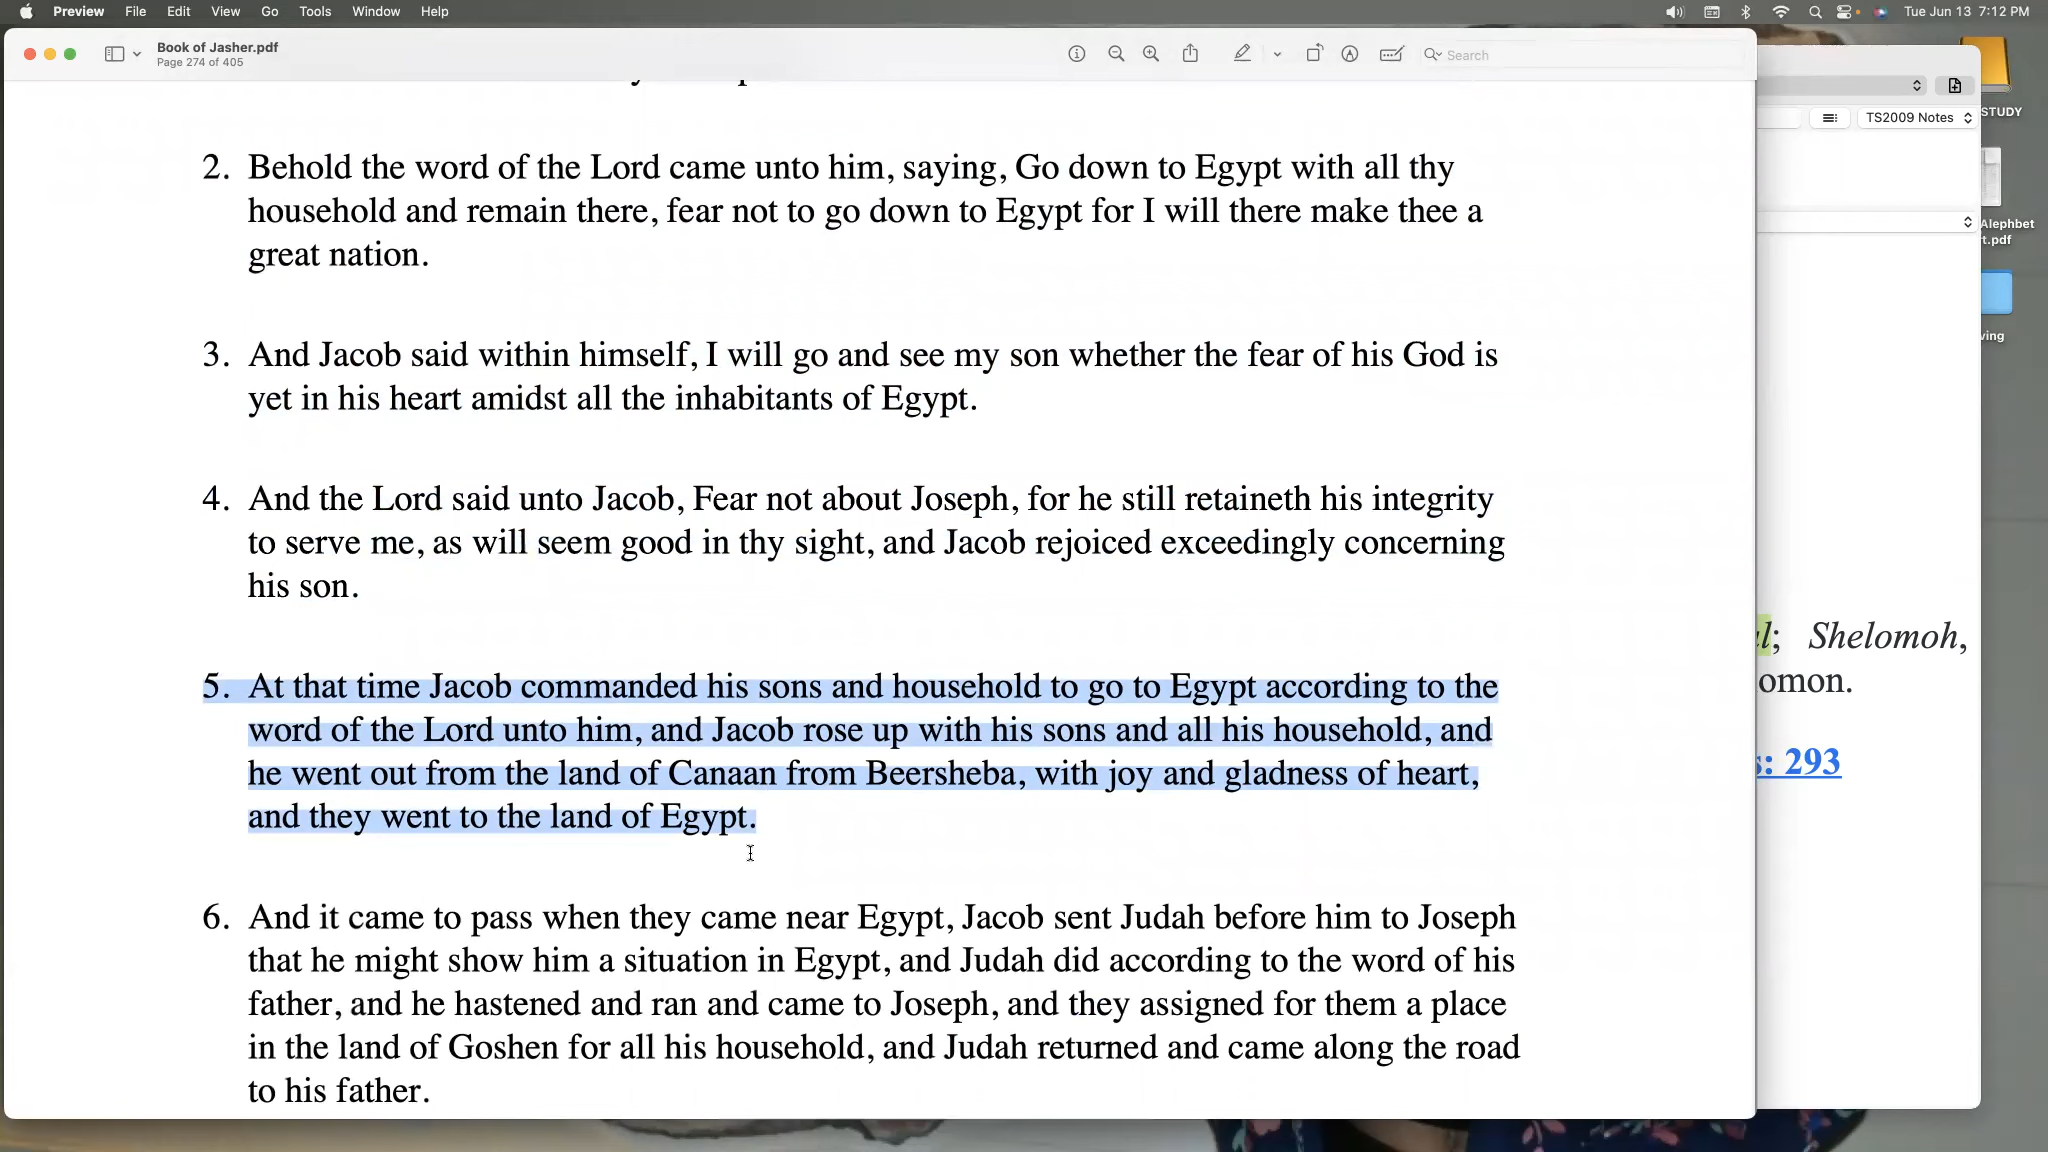 Preview File Edit View Go Tools Window Help Tue Jun 13 7:12 PM
Book of Jasher.pdf
Page 274 of 405
Search
2. Behold the word of the Lord came unto him, saying, Go down to Egypt with all thy
household and remain there, fear not to go down to Egypt for I will there make thee a
great nation.
3. And Jacob said within himself, I will go and see my son whether the fear of his God is
yet in his heart amidst all the inhabitants of Egypt.
4. And the Lord said unto Jacob, Fear not about Joseph, for he still retaineth his integrity
to serve me, as will seem good in thy sight, and Jacob rejoiced exceedingly concerning
his son.
5. At that time Jacob commanded his sons and household to go to Egypt according to the
word of the Lord unto him, and Jacob rose up with his sons and all his household, and
he went out from the land of Canaan from Beersheba, with joy and gladness of heart,
and they went to the land of Egypt.
6. And it came to pass when they came near Egypt, Jacob sent Judah before him to Joseph
that he might show him a situation in Egypt, and Judah did according to the word of his
father, and he hastened and ran and came to Joseph, and they assigned for them a place
in the land of Goshen for all his household, and Judah returned and came along the road
to his father.
STUDY
TS2009 Notes
Alephbet
t.pdf
ving
l; Shelomoh,
omon.
s: 293